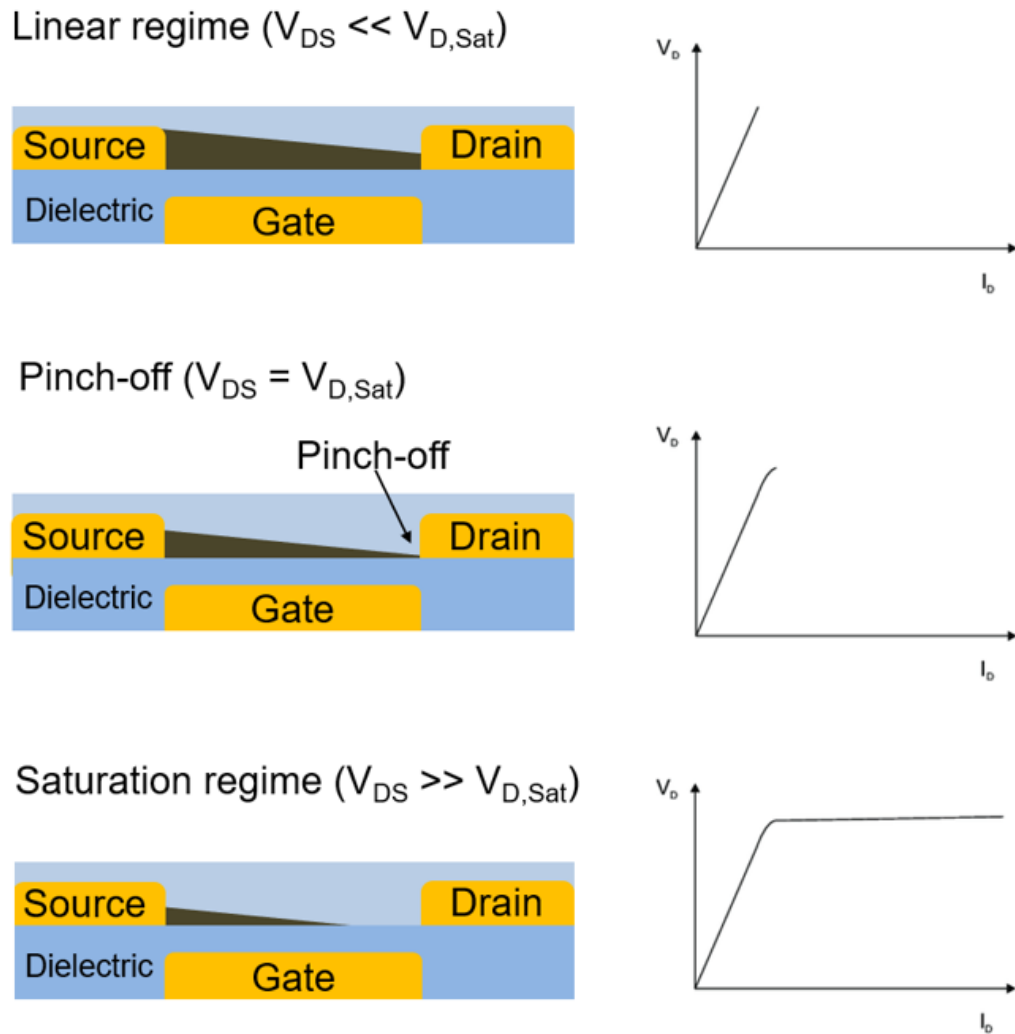 Linear regime (V_DS << V_D,Sat)
V_D
Source
Drain
Dielectric
Gate
I_D
Pinch-off (V_DS = V_D,Sat)
V_D
Pinch-off
Source
Drain
Dielectric
Gate
I_D
Saturation regime (V_DS >> V_D,Sat)
V_D
Source
Drain
Dielectric
Gate
I_D